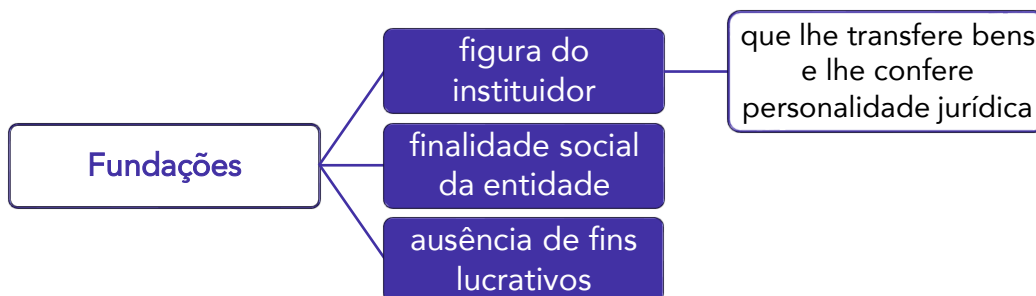 Fundações
figura do
instituidor
que lhe transfere bens
e lhe confere
personalidade jurídica
finalidade social
da entidade
ausência de fins
lucrativos